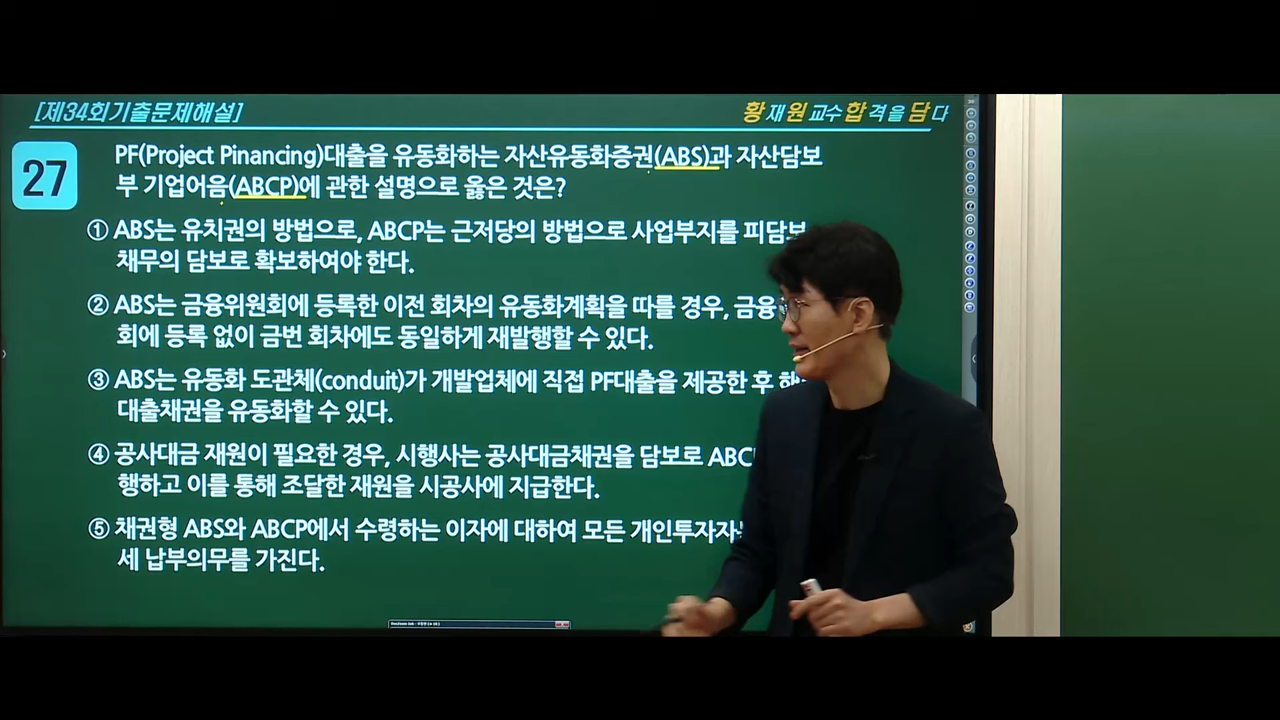 [제34회기출문제해설]
황재원 교수 합격을 담다
27
PF(Project Pinancing)대출을 유동화하는 자산유동화증권(ABS)과 자산담보
부 기업어음(ABCP)에 관한 설명으로 옳은 것은?
① ABS는 유치권의 방법으로, ABCP는 근저당의 방법으로 사업부지를 피담보
채무의 담보로 확보하여야 한다.
② ABS는 금융위원회에 등록한 이전 회차의 유동화계획을 따를 경우, 금융
회에 등록 없이 금번 회차에도 동일하게 재발행할 수 있다.
③ ABS는 유동화 도관체(conduit)가 개발업체에 직접 PF대출을 제공한 후
대출채권을 유동화할 수 있다.
④ 공사대금 재원이 필요한 경우, 시행사는 공사대금채권을 담보로 ABC
행하고 이를 통해 조달한 재원을 시공사에 지급한다.
⑤ 채권형 ABS와 ABCP에서 수령하는 이자에 대하여 모든 개인투자자
세 납부의무를 가진다.